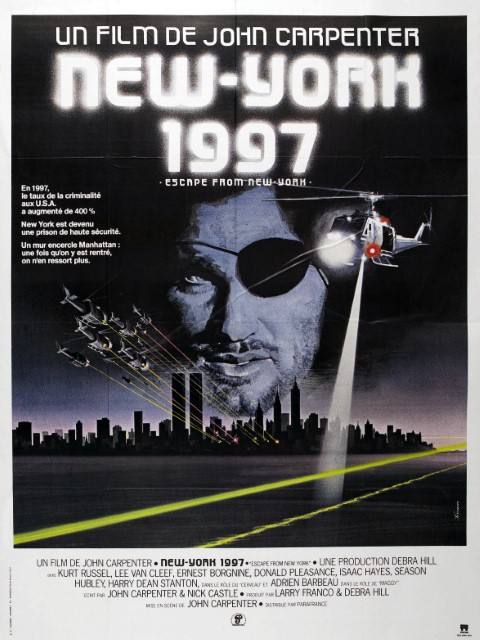 UN FILM DE JOHN CARPENTER
NEW-YORK
1997
· ESCAPE FROM NEW-YORK ·
En 1997,
le taux de la criminalité
aux U.S.A.
a augmenté de 400 %
New York est devenu
une prison de haute sécurité.
Un mur encercle Manhattan :
une fois qu'on y est rentré,
on n'en ressort plus.
UN FILM DE JOHN CARPENTER • NEW-YORK 1997 • "ESCAPE FROM NEW YORK" • UNE PRODUCTION DEBRA HILL
AVEC KURT RUSSEL, LEE VAN CLEEF, ERNEST BORGNINE, DONALD PLEASANCE, ISAAC HAYES, SEASON
HUBLEY, HARRY DEAN STANTON, DANS LE RÔLE DU "CERVEAU" ET ADRIEN BARBEAU DANS LE RÔLE DE "MAGGY"
ECRIT PAR JOHN CARPENTER & NICK CASTLE • PRODUIT PAR LARRY FRANCO & DEBRA HILL
MIS EN SCÈNE DE JOHN CARPENTER • DISTRIBUÉ PAR PARAFRANCE